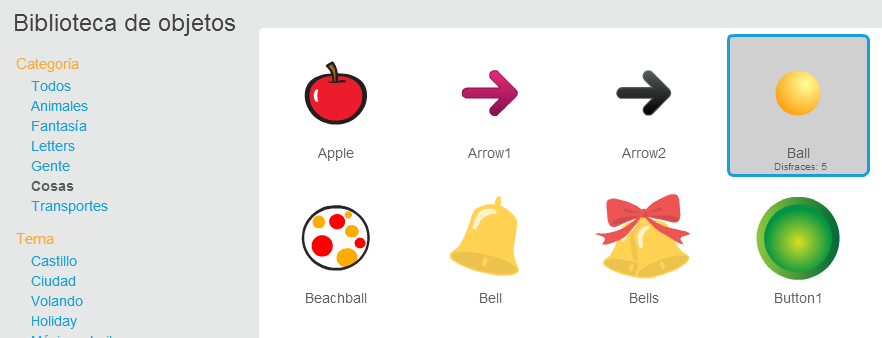 Biblioteca de objetos
Categoría
Todos
Animales
Fantasía
Letters
Gente
Cosas
Transportes
Tema
Castillo
Ciudad
Volando
Holiday
Apple
Arrow1
Arrow2
Ball
Disfraces: 5
Beachball
Bell
Bells
Button1